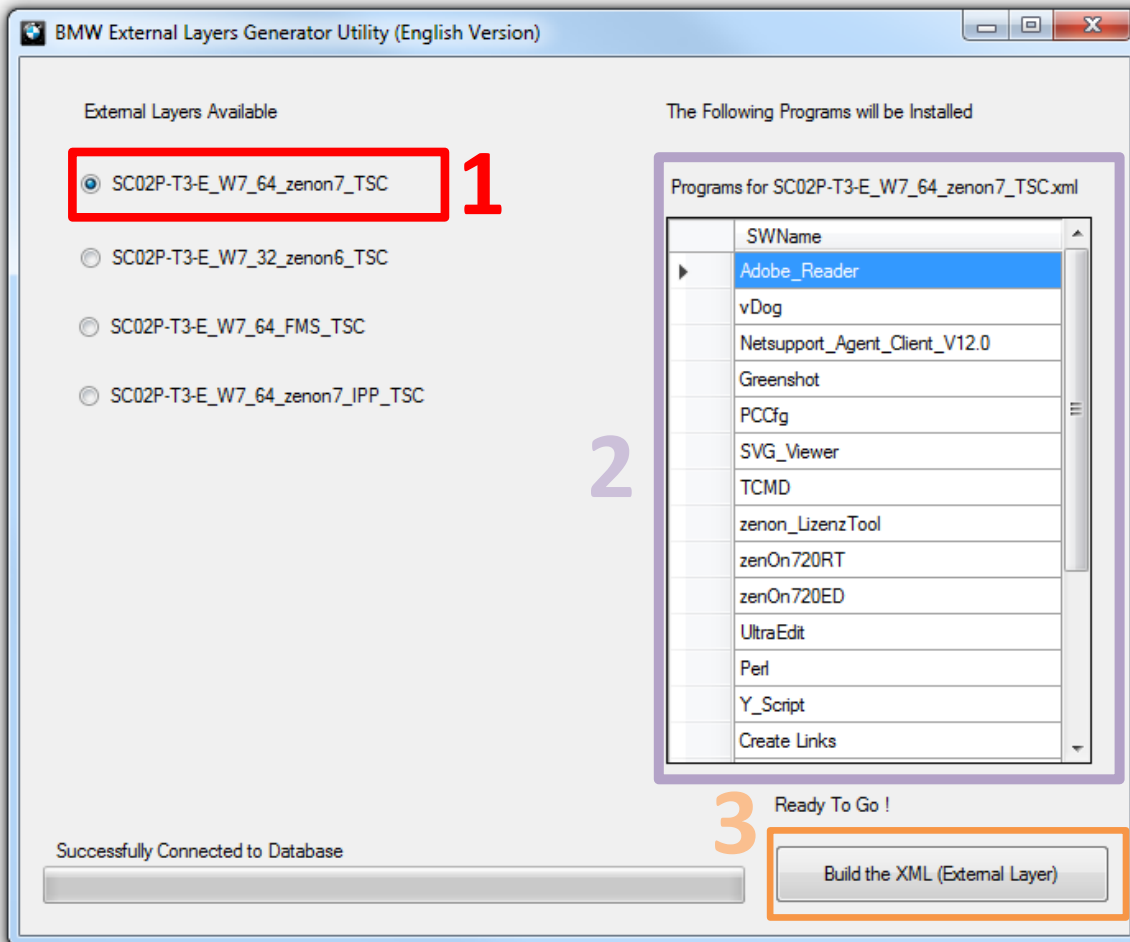 BMW External Layers Generator Utility (English Version)
External Layers Available
The Following Programs will be Installed
SC02P-T3-E_W7_64_zenon7_TSC
1
SC02P-T3-E_W7_32_zenon6_TSC
SC02P-T3-E_W7_64_FMS_TSC
SC02P-T3-E_W7_64_zenon7_IPP_TSC
2
Programs for SC02P-T3-E_W7_64_zenon7_TSC.xml
SWName
Adobe_Reader
vDog
Netsupport_Agent_Client_V12.0
Greenshot
PCCfg
SVG_Viewer
TCMD
zenon_LizenzTool
zenOn720RT
zenOn720ED
UltraEdit
Perl
Y_Script
Create Links
3
Ready To Go !
Successfully Connected to Database
Build the XML (External Layer)